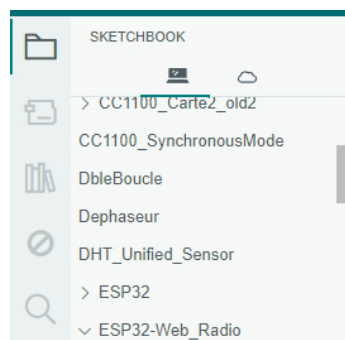 SKETCHBOOK
CC1100_Carte2_old2
CC1100_SynchronousMode
DbleBoucle
Dephaseur
DHT_Unified_Sensor
ESP32
ESP32-Web_Radio